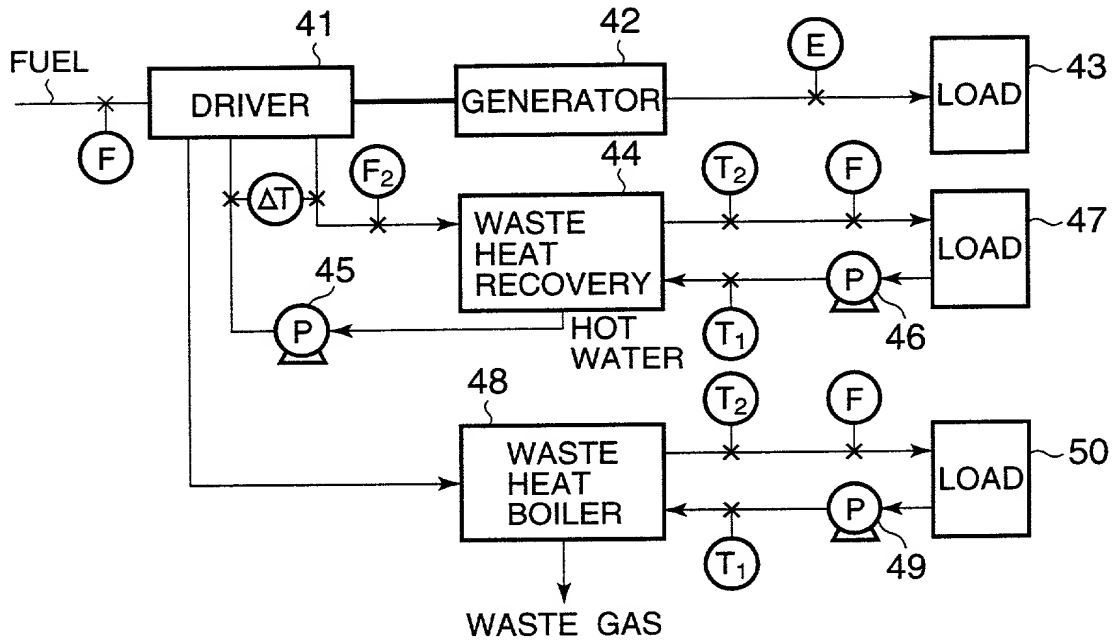 41
42
E
43
FUEL
DRIVER
GENERATOR
LOAD
F
F2
44
T2
F
47
ΔT
WASTE
HEAT
RECOVERY
LOAD
45
P
P
46
T1
HOT
WATER
48
T2
F
50
WASTE
HEAT
BOILER
LOAD
P
49
T1
WASTE GAS